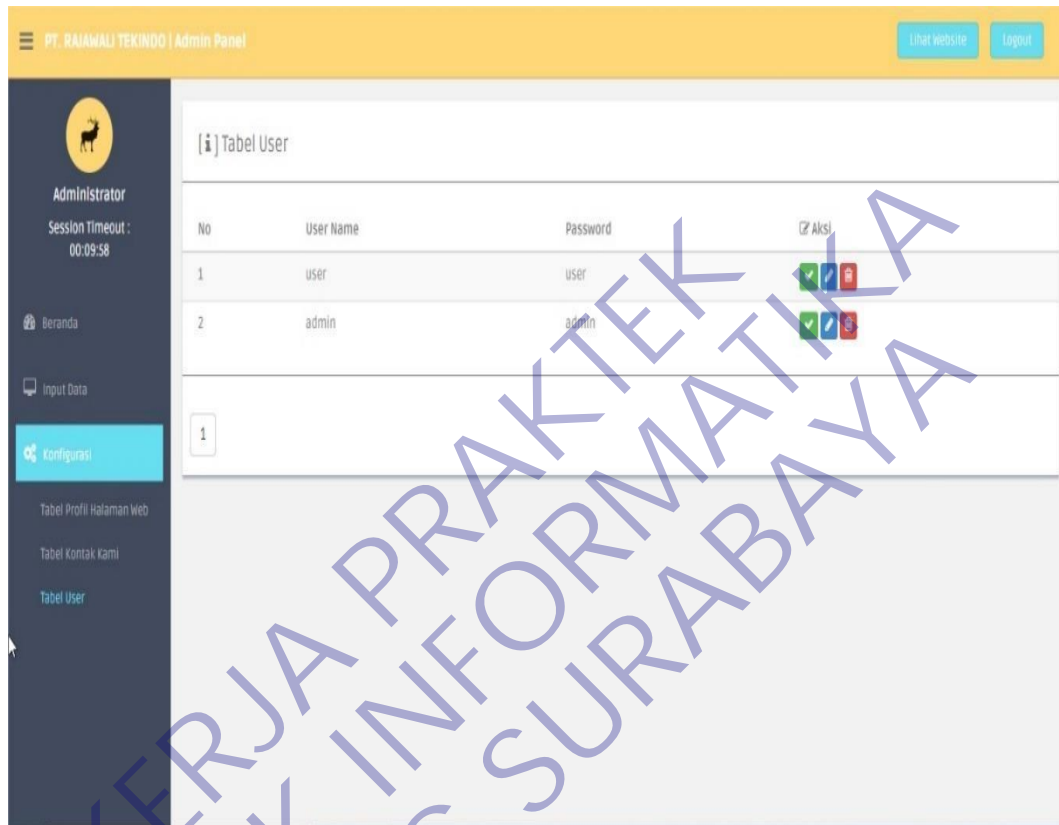 PT. RAJAWALI TEKINDO | Admin Panel
Lihat Website
Logout
Administrator
Session Timeout :
00:09:58
Beranda
Input Data
Konfigurasi
Tabel Profil Halaman Web
Tabel Kontak Kami
Tabel User
[i] Tabel User
No User Name Password Aksi
1 user user
2 admin admin
1
KERJA PRAKTEK
INFORMATIKA
SURABAYA